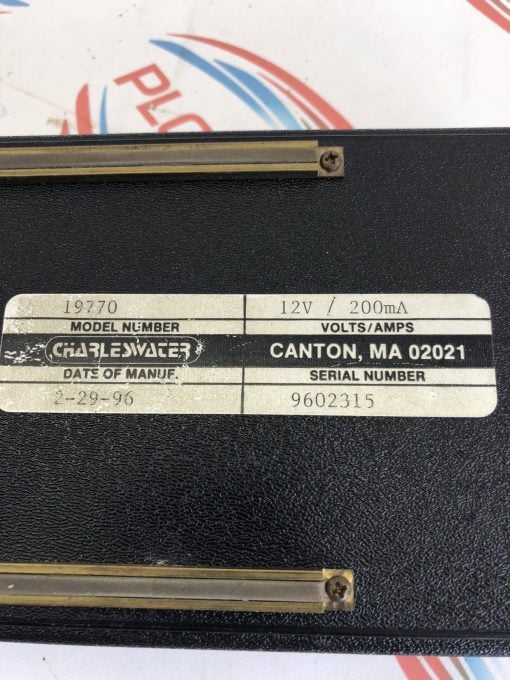 PLC
19770 12V / 200mA
MODEL NUMBER VOLTS/AMPS
CHARLESWATER CANTON, MA 02021
DATE OF MANUF. SERIAL NUMBER
2-29-96 9602315